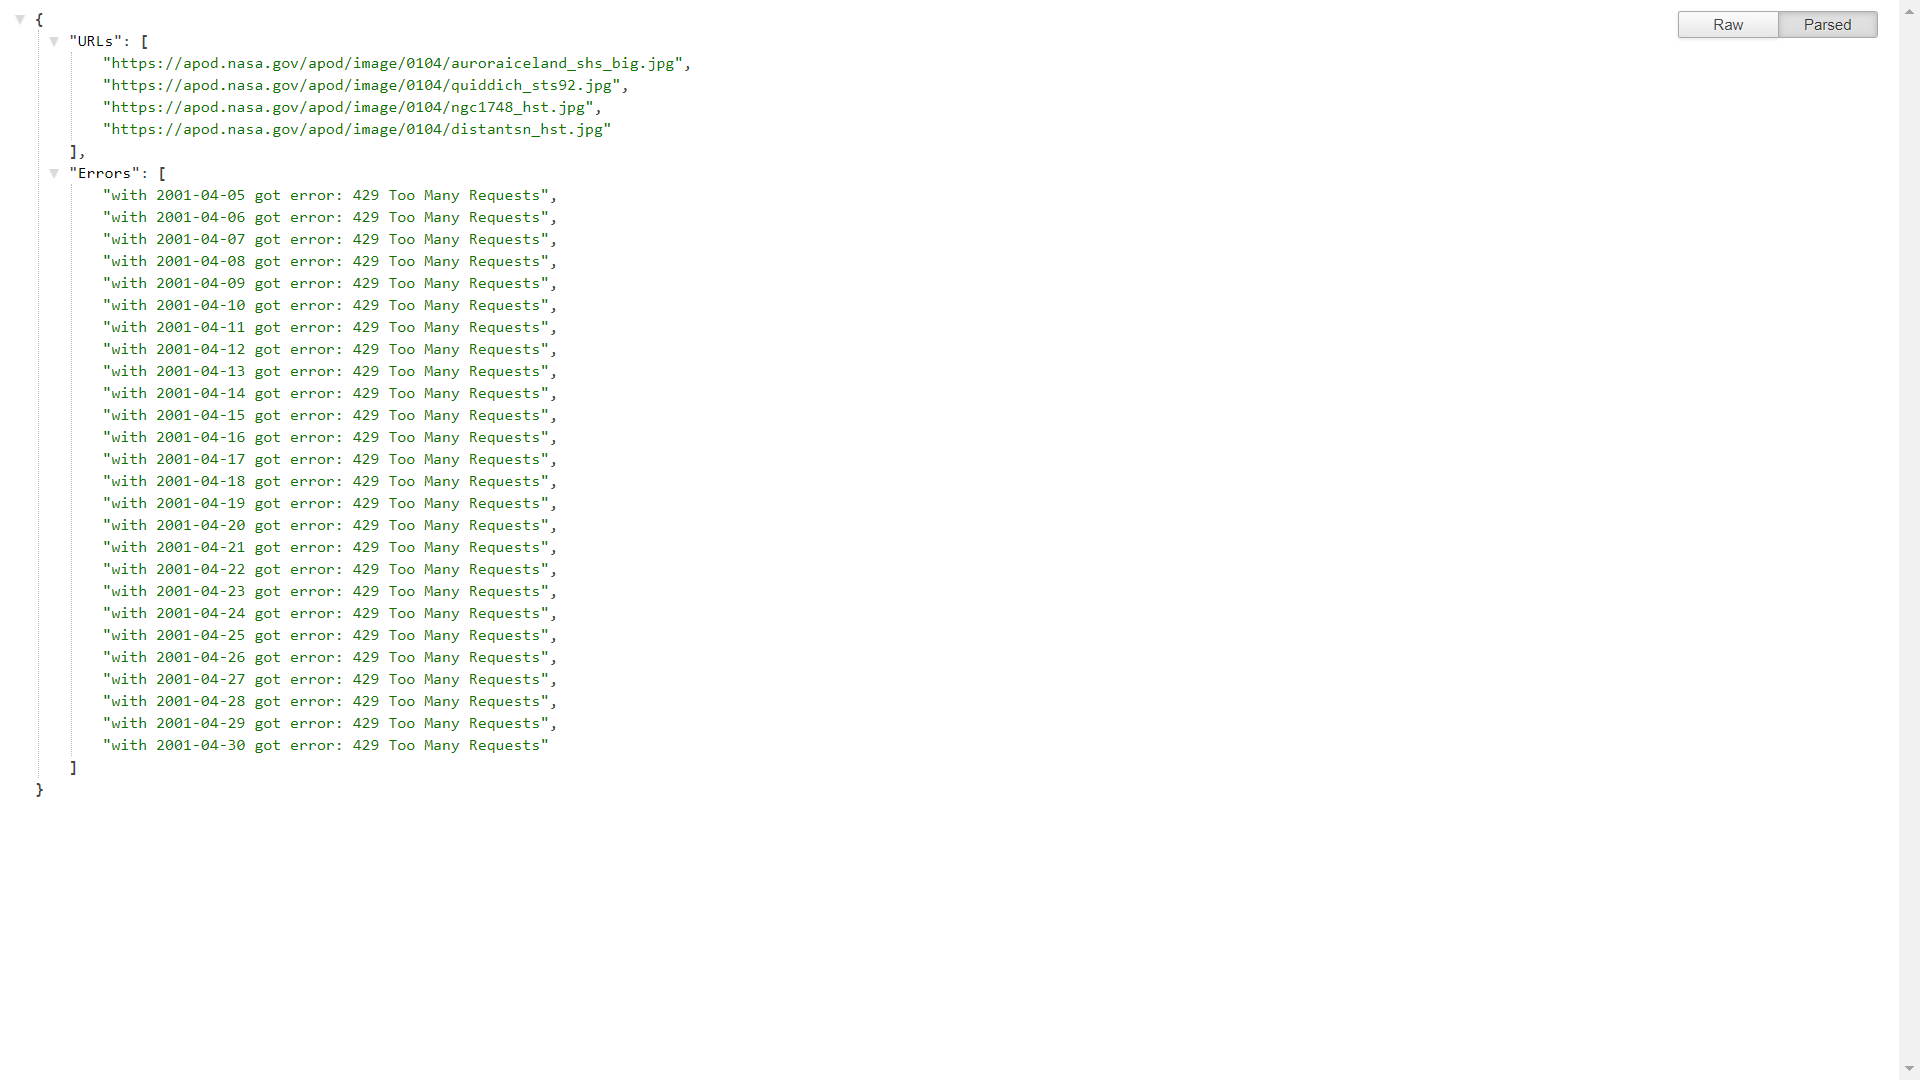 Raw
Parsed
{
"URLs": [
"https://apod.nasa.gov/apod/image/0104/auroraiceland_shs_big.jpg",
"https://apod.nasa.gov/apod/image/0104/quiddich_sts92.jpg",
"https://apod.nasa.gov/apod/image/0104/ngc1748_hst.jpg",
"https://apod.nasa.gov/apod/image/0104/distantsn_hst.jpg"
],
"Errors": [
"with 2001-04-05 got error: 429 Too Many Requests",
"with 2001-04-06 got error: 429 Too Many Requests",
"with 2001-04-07 got error: 429 Too Many Requests",
"with 2001-04-08 got error: 429 Too Many Requests",
"with 2001-04-09 got error: 429 Too Many Requests",
"with 2001-04-10 got error: 429 Too Many Requests",
"with 2001-04-11 got error: 429 Too Many Requests",
"with 2001-04-12 got error: 429 Too Many Requests",
"with 2001-04-13 got error: 429 Too Many Requests",
"with 2001-04-14 got error: 429 Too Many Requests",
"with 2001-04-15 got error: 429 Too Many Requests",
"with 2001-04-16 got error: 429 Too Many Requests",
"with 2001-04-17 got error: 429 Too Many Requests",
"with 2001-04-18 got error: 429 Too Many Requests",
"with 2001-04-19 got error: 429 Too Many Requests",
"with 2001-04-20 got error: 429 Too Many Requests",
"with 2001-04-21 got error: 429 Too Many Requests",
"with 2001-04-22 got error: 429 Too Many Requests",
"with 2001-04-23 got error: 429 Too Many Requests",
"with 2001-04-24 got error: 429 Too Many Requests",
"with 2001-04-25 got error: 429 Too Many Requests",
"with 2001-04-26 got error: 429 Too Many Requests",
"with 2001-04-27 got error: 429 Too Many Requests",
"with 2001-04-28 got error: 429 Too Many Requests",
"with 2001-04-29 got error: 429 Too Many Requests",
"with 2001-04-30 got error: 429 Too Many Requests"
]
}